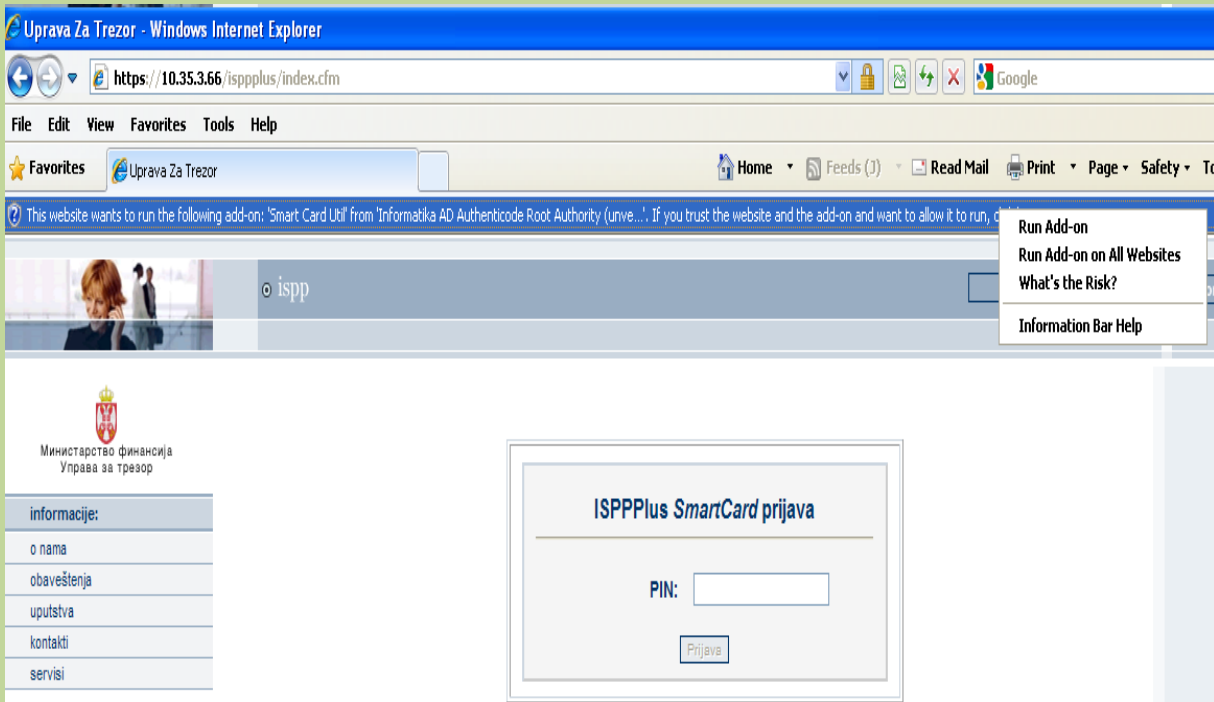 Uprava Za Trezor - Windows Internet Explorer
https://10.35.3.66/isppplus/index.cfm
Google
File Edit View Favorites Tools Help
Favorites
Uprava Za Trezor
Home Feeds (J) Read Mail Print Page Safety
This website wants to run the following add-on: 'Smart Card Util' from 'Informatika AD Authenticode Root Authority (unve...'. If you trust the website and the add-on and want to allow it to run,
Run Add-on
Run Add-on on All Websites
What's the Risk?
Information Bar Help
ispp
Министарство финансија
Управа за трезор
informacije:
o nama
obaveštenja
uputstva
kontakti
servisi
ISPPPlus SmartCard prijava
PIN:
Prijava